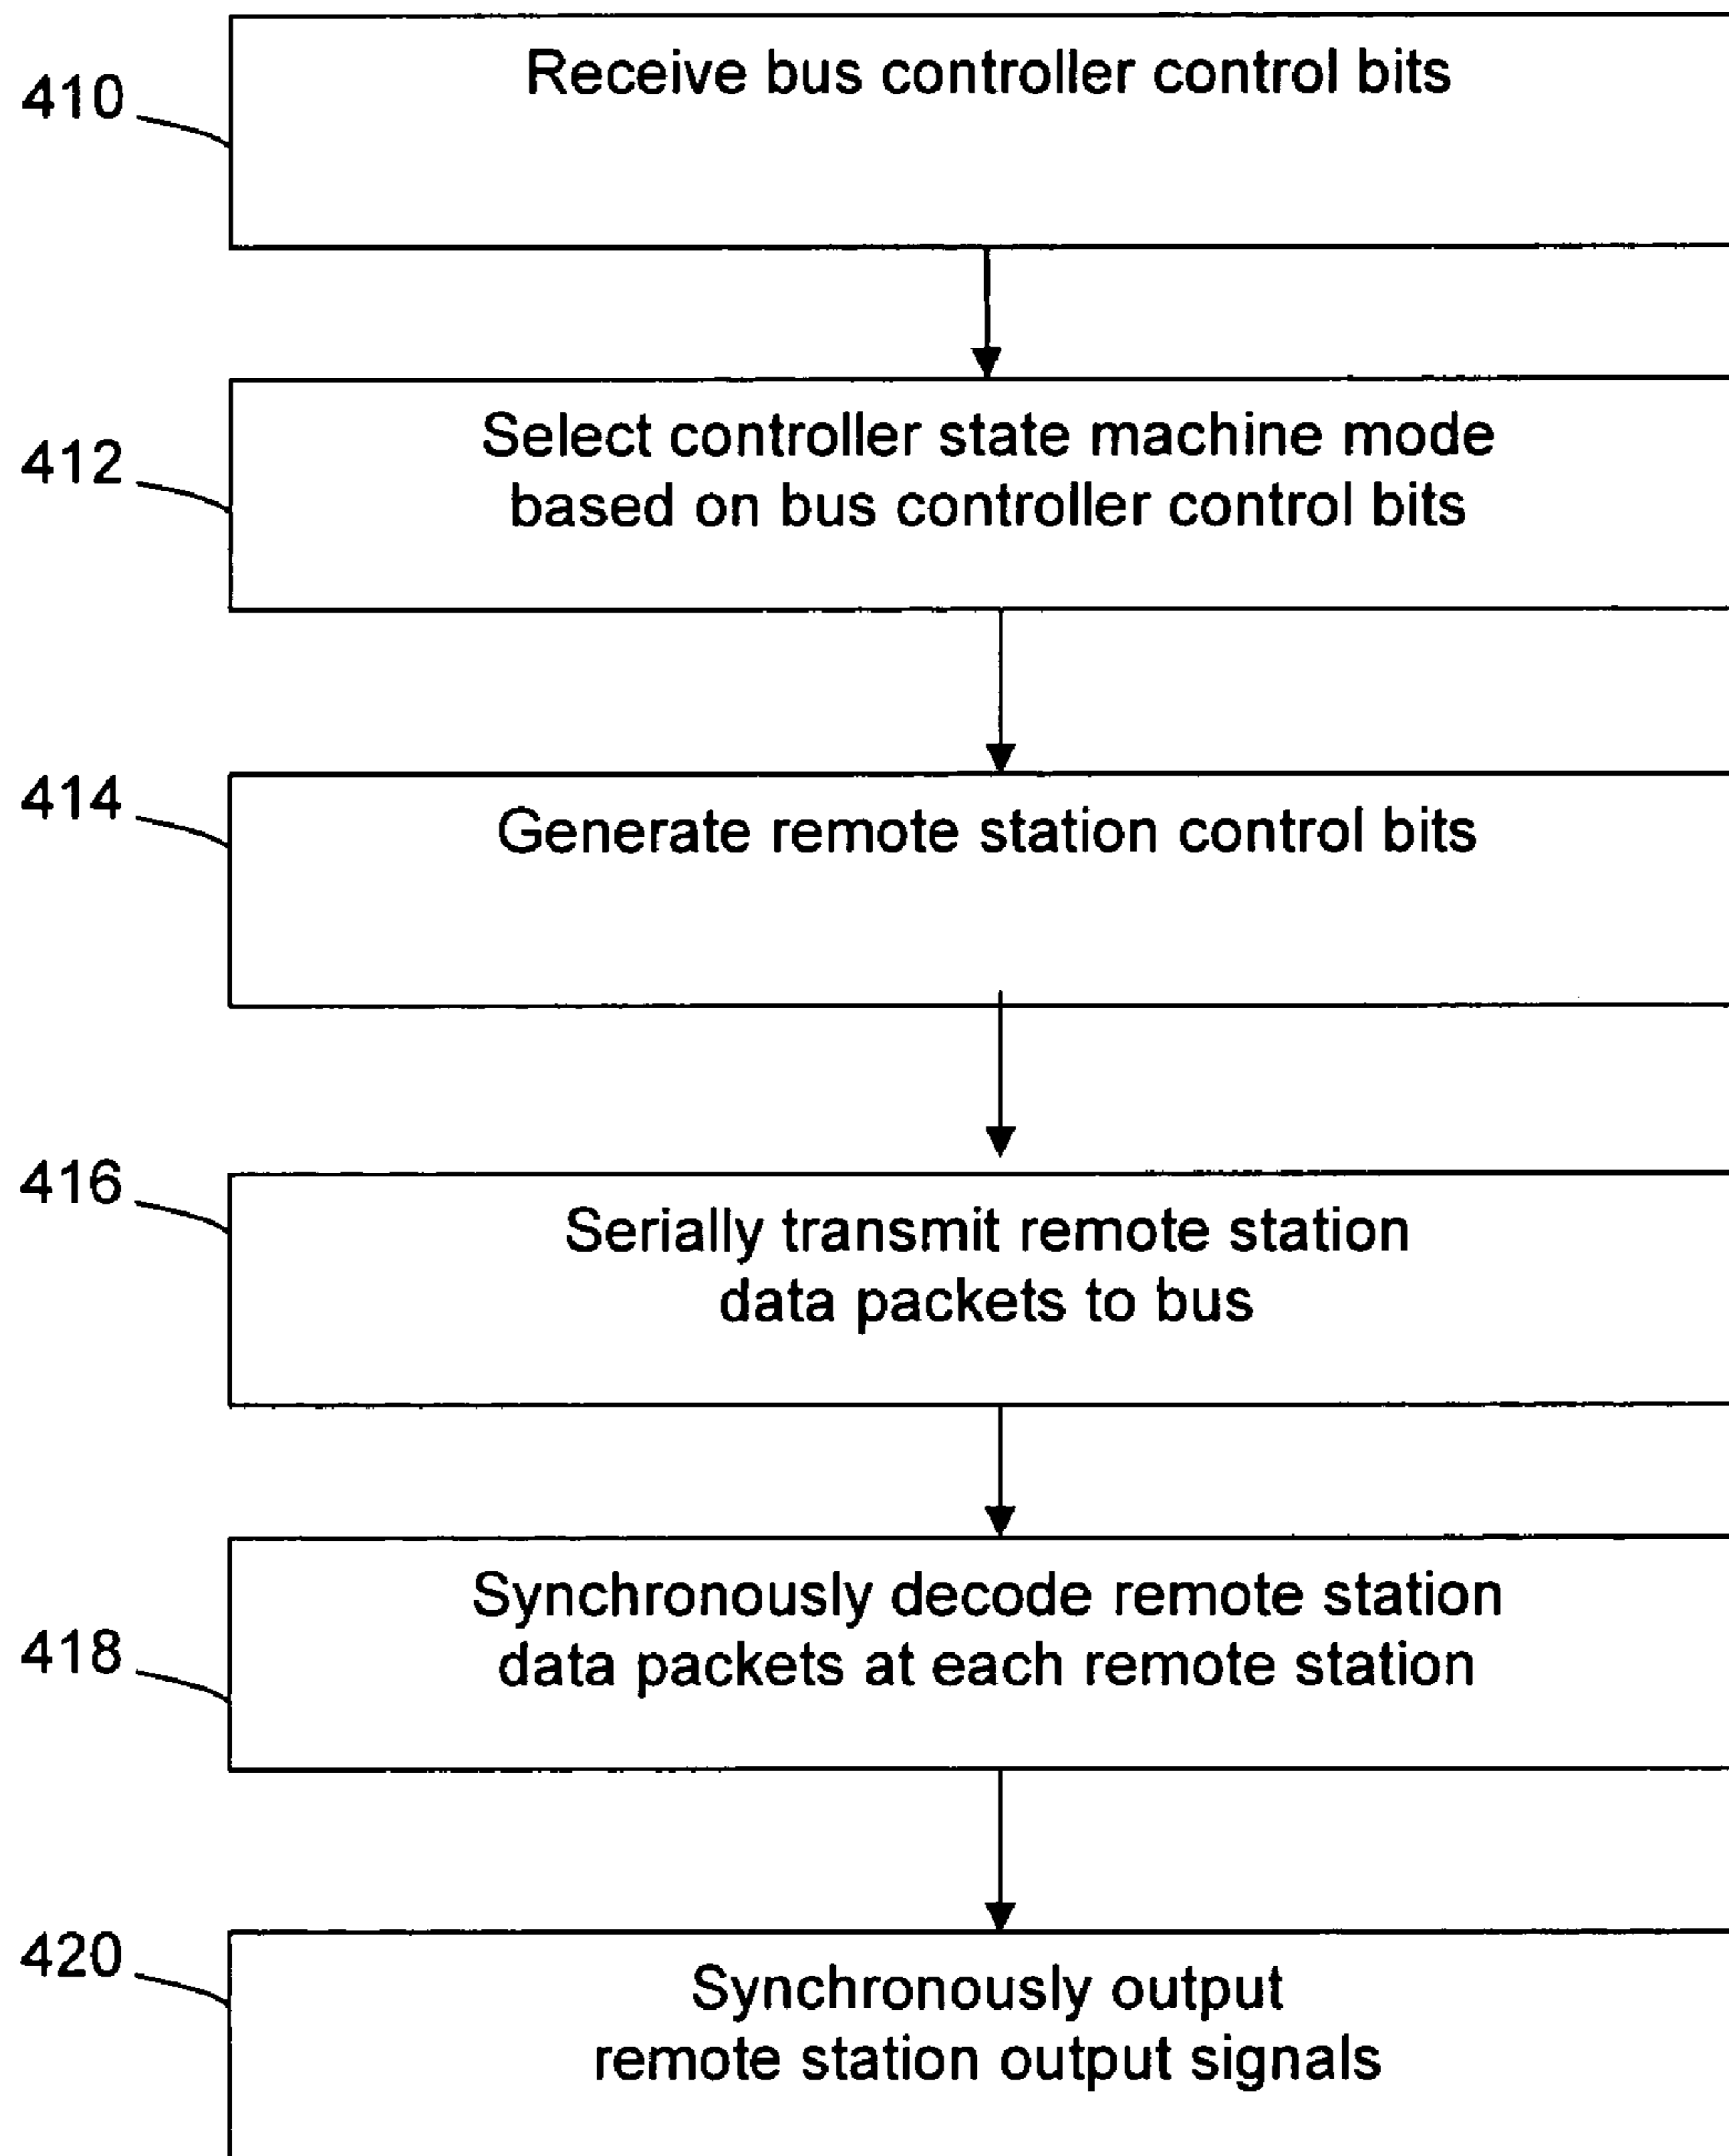 410
Receive bus controller control bits
412
Select controller state machine mode
based on bus controller control bits
414
Generate remote station control bits
416
Serially transmit remote station
data packets to bus
418
Synchronously decode remote station
data packets at each remote station
420
Synchronously output
remote station output signals